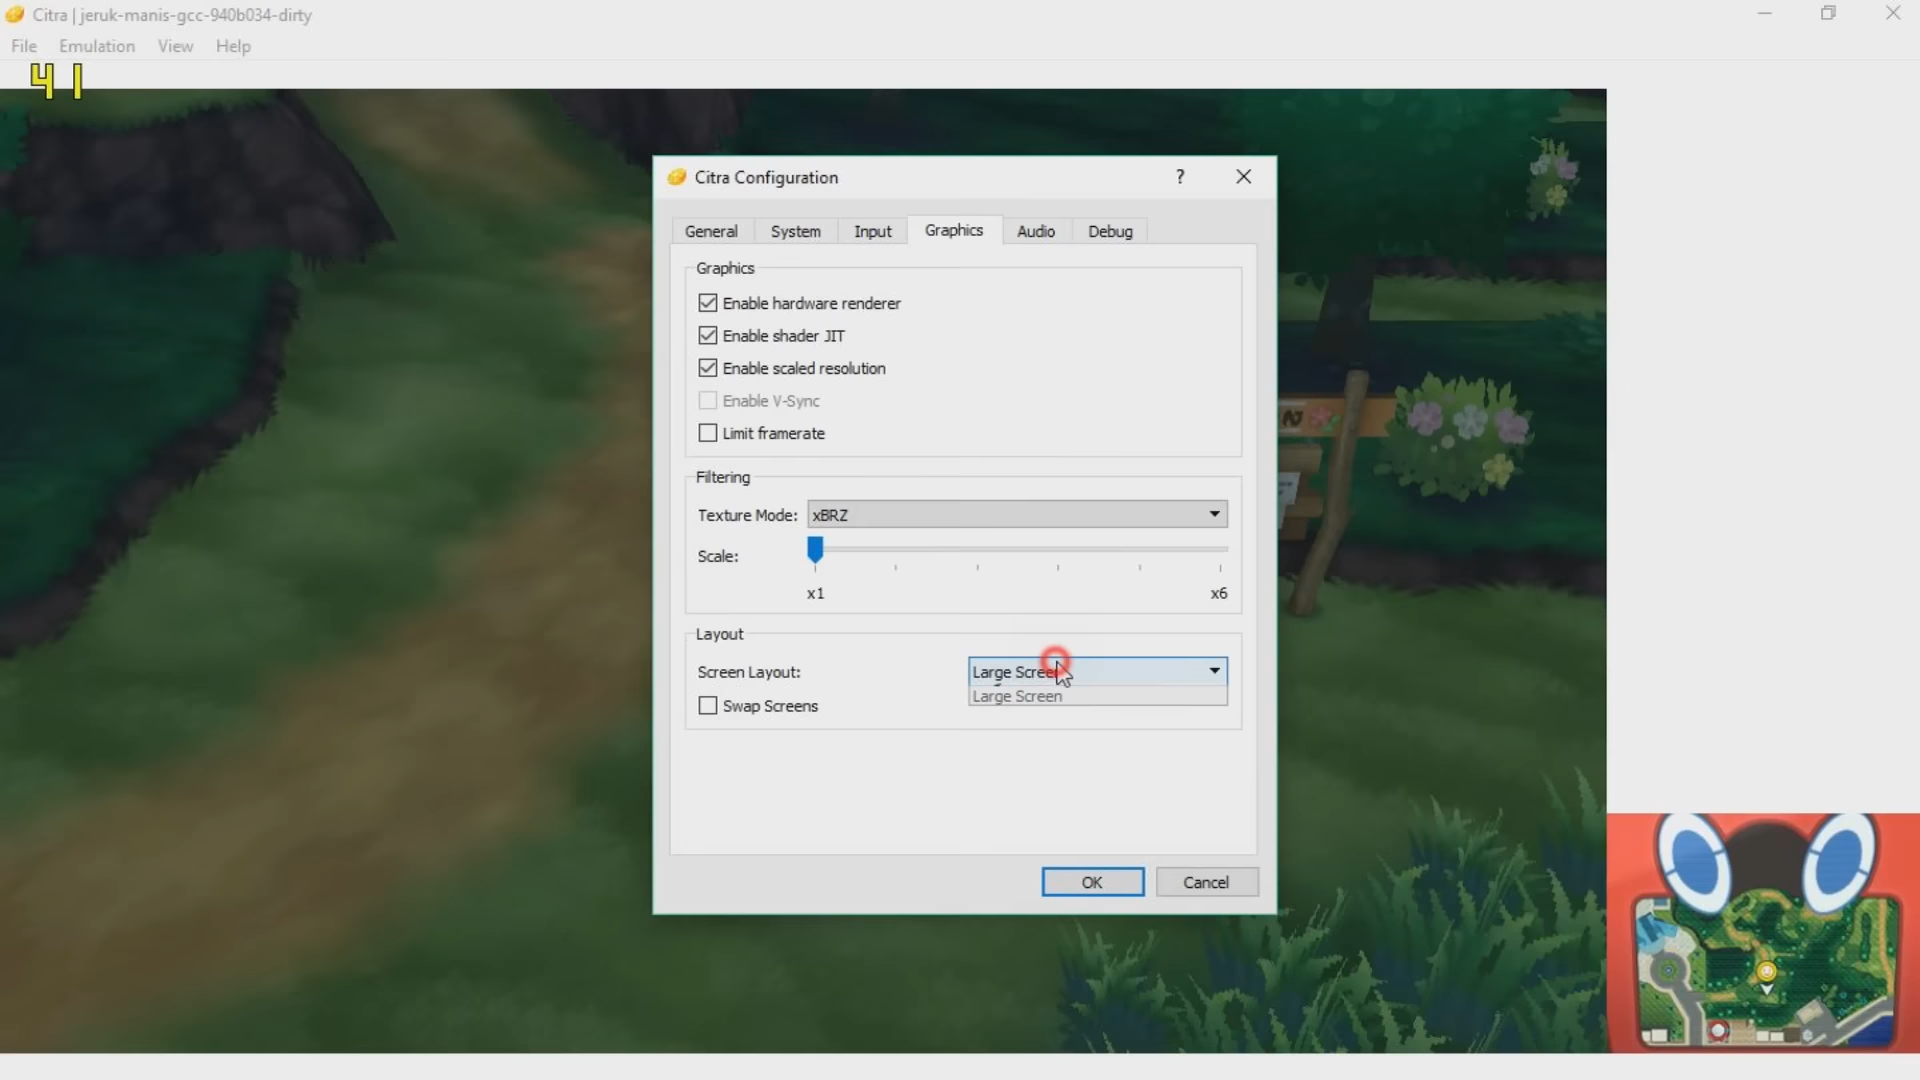 Citra | jeruk-manis-gcc-940b034-dirty
File Emulation View Help
41
Citra Configuration ?
General System Input Graphics Audio Debug
Graphics
Enable hardware renderer
Enable shader JIT
Enable scaled resolution
Enable V-Sync
Limit framerate
Filtering
Texture Mode: xBRZ
Scale:
x1 x6
Layout
Screen Layout: Large Screen
Large Screen
Swap Screens
OK Cancel